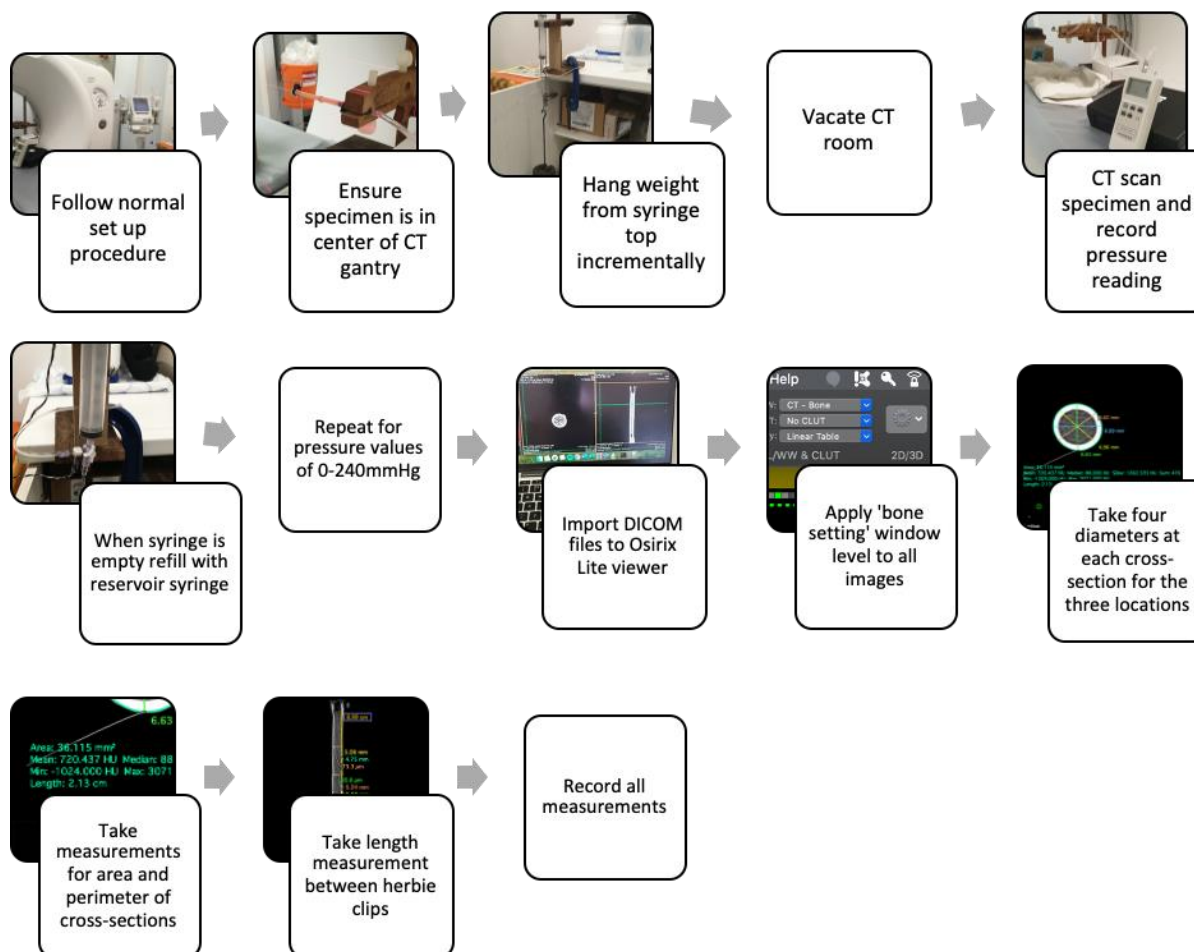 Follow normal
set up
procedure
Ensure
specimen is in
center of CT
gantry
Hang weight
from syringe
top
incrementally
Vacate CT
room
CT scan
specimen and
record
pressure
reading
When syringe is
empty refill with
reservoir syringe
Repeat for
pressure values
of 0-240mmHg
Import DICOM
files to Osirix
Lite viewer
Help
CT - Bone
No CLUT
Linear Table
L/WW & CLUT 2D/3D
Apply 'bone
setting' window
level to all
images
Take four
diameters at
each cross-
section for the
three locations
6.63
Area: 36.115 mm²
Mean: 720.437 HU Median: 88
Min: -1024.000 HU Max: 3071
Length: 2.13 cm
Take
measurements
for area and
perimeter of
cross-sections
Take length
measurement
between herbie
clips
Record all
measurements